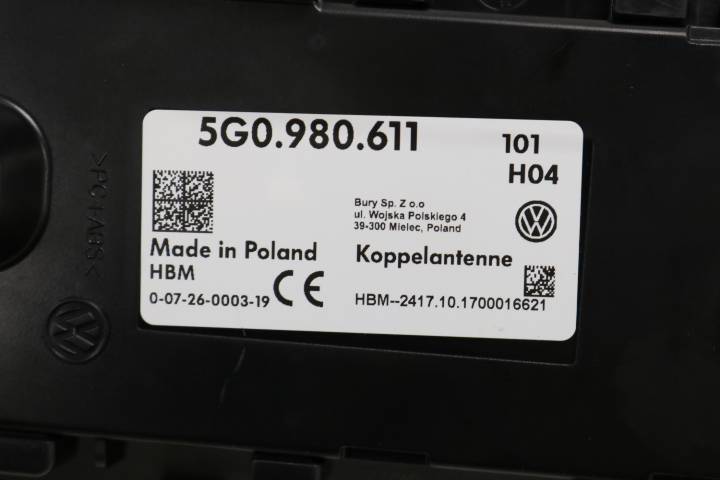 5G0.980.611
101
H04
Bury Sp. Z o.o
ul. Wojska Polskiego 4
39-300 Mielec, Poland
Made in Poland
Koppelantenne
HBM
0-07-26-0003-19
CE
HBM--2417.10.1700016621
>PC+ABS<